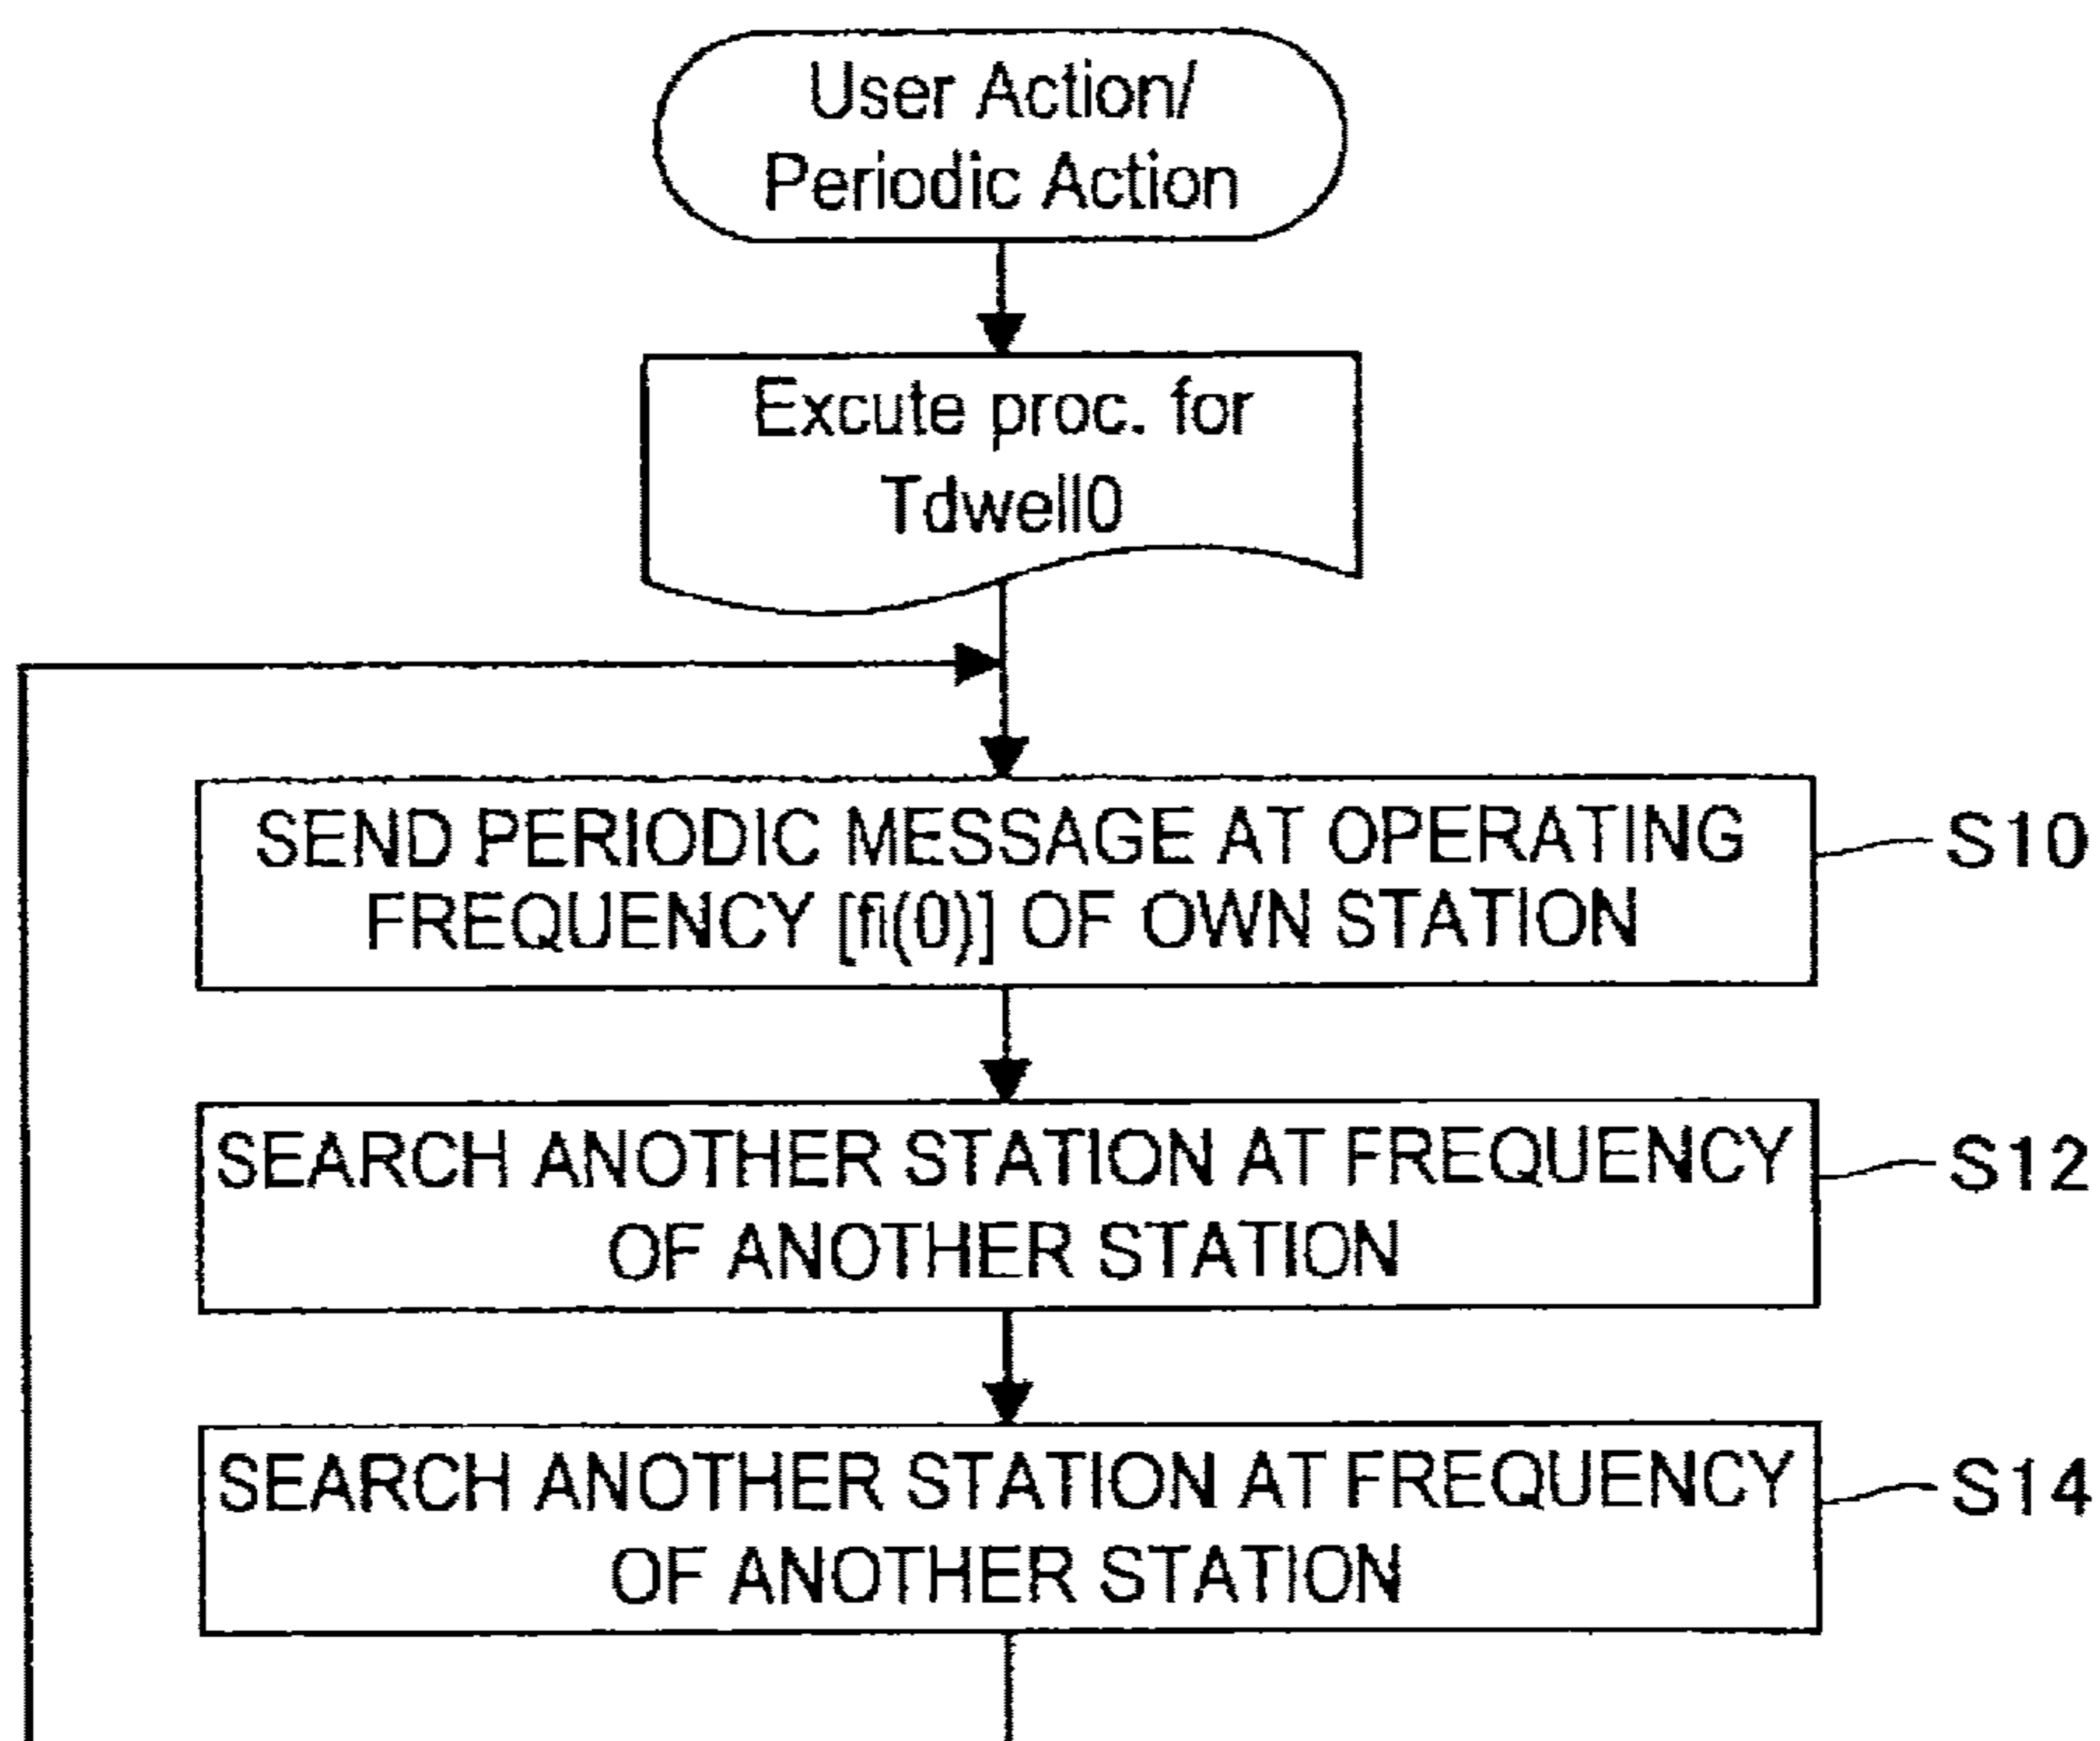 User Action/
Periodic Action
Excute proc. for
Tdwell0
SEND PERIODIC MESSAGE AT OPERATING
FREQUENCY [fi(0)] OF OWN STATION
S10
SEARCH ANOTHER STATION AT FREQUENCY
OF ANOTHER STATION
S12
SEARCH ANOTHER STATION AT FREQUENCY
OF ANOTHER STATION
S14